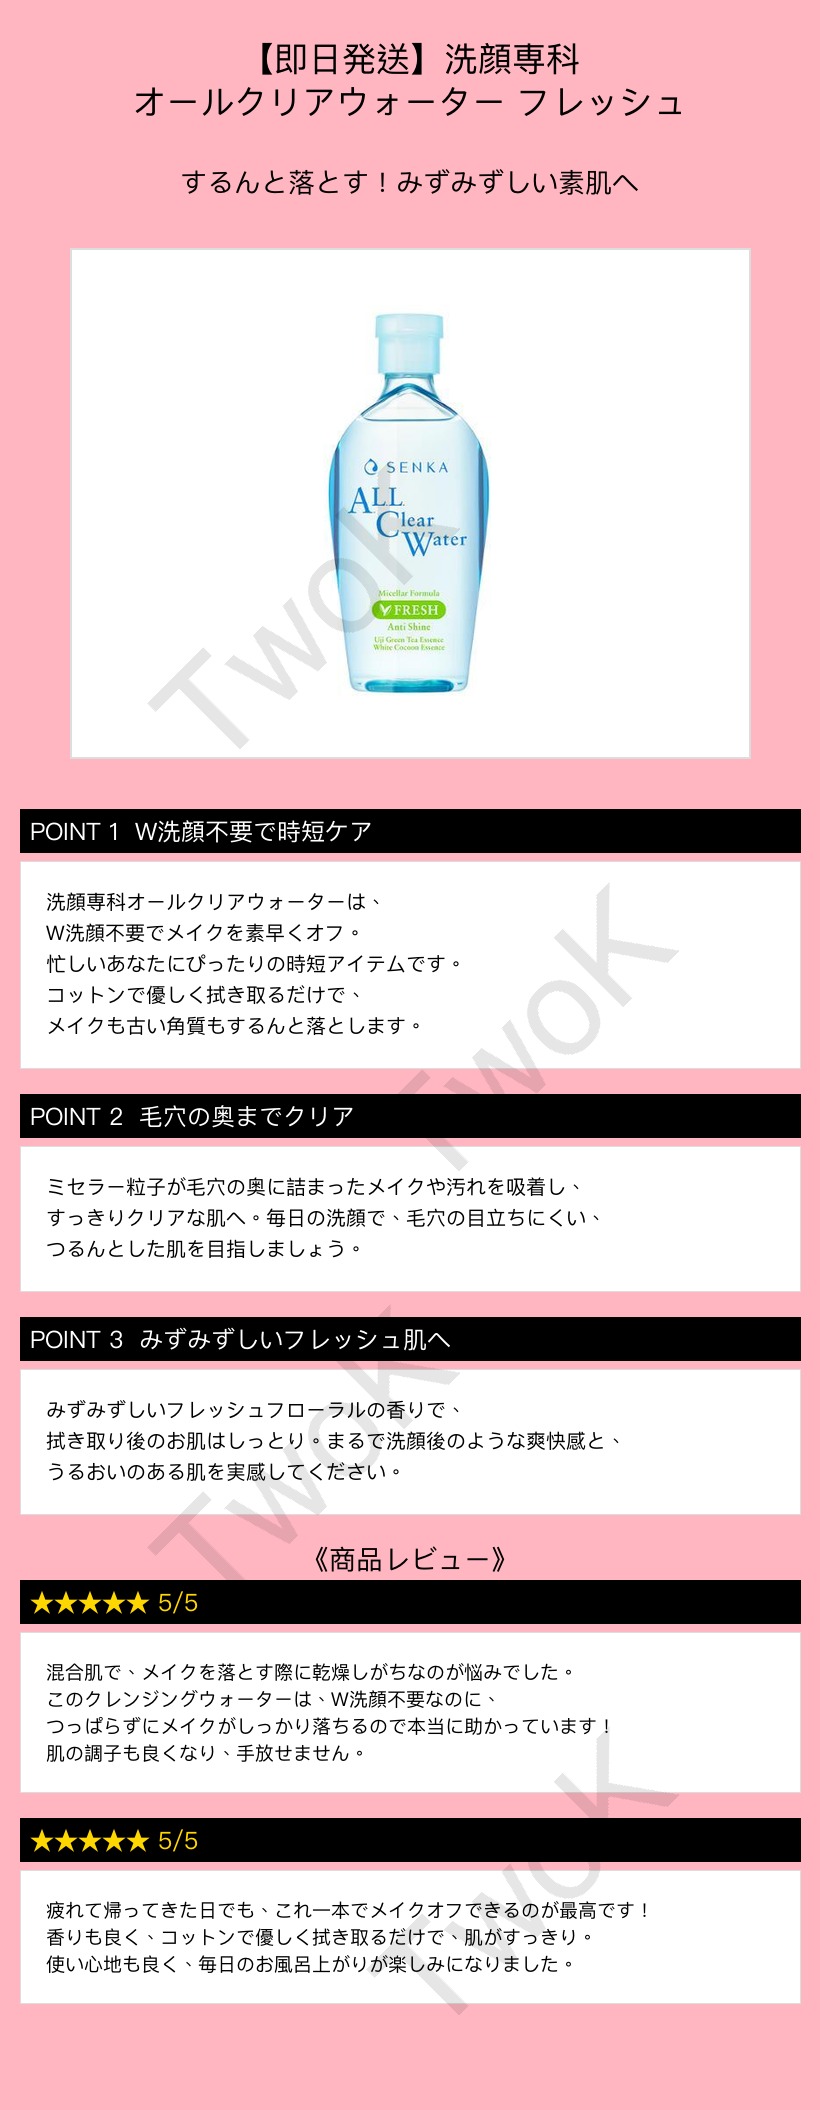 【即日発送】洗顔専科
オールクリアウォーター フレッシュ
するんと落とす！みずみずしい素肌へ
SENKA
ALL
Clear
Water
Micellar Formula
FRESH
Anti Shine
Uji Green Tea Essence
White Cocoon Essence
TwoK
POINT 1 W洗顔不要で時短ケア
洗顔専科オールクリアウォーターは、
W洗顔不要でメイクを素早くオフ。
忙しいあなたにぴったりの時短アイテムです。
コットンで優しく拭き取るだけで、
メイクも古い角質もするんと落とします。
TwoK
POINT 2 毛穴の奥までクリア
ミセラー粒子が毛穴の奥に詰まったメイクや汚れを吸着し、
すっきりクリアな肌へ。毎日の洗顔で、毛穴の目立ちにくい、
つるんとした肌を目指しましょう。
POINT 3 みずみずしいフレッシュ肌へ
みずみずしいフレッシュフローラルの香りで、
拭き取り後のお肌はしっとり。まるで洗顔後のような爽快感と、
うるおいのある肌を実感してください。
TwoK
《商品レビュー》
★★★★★ 5/5
混合肌で、メイクを落とす際に乾燥しがちなのが悩みでした。
このクレンジングウォーターは、W洗顔不要なのに、
つっぱらずにメイクがしっかり落ちるので本当に助かっています！
肌の調子も良くなり、手放せません。
★★★★★ 5/5
疲れて帰ってきた日でも、これ一本でメイクオフできるのが最高です！
香りも良く、コットンで優しく拭き取るだけで、肌がすっきり。
使い心地も良く、毎日のお風呂上がりが楽しみになりました。
TwoK